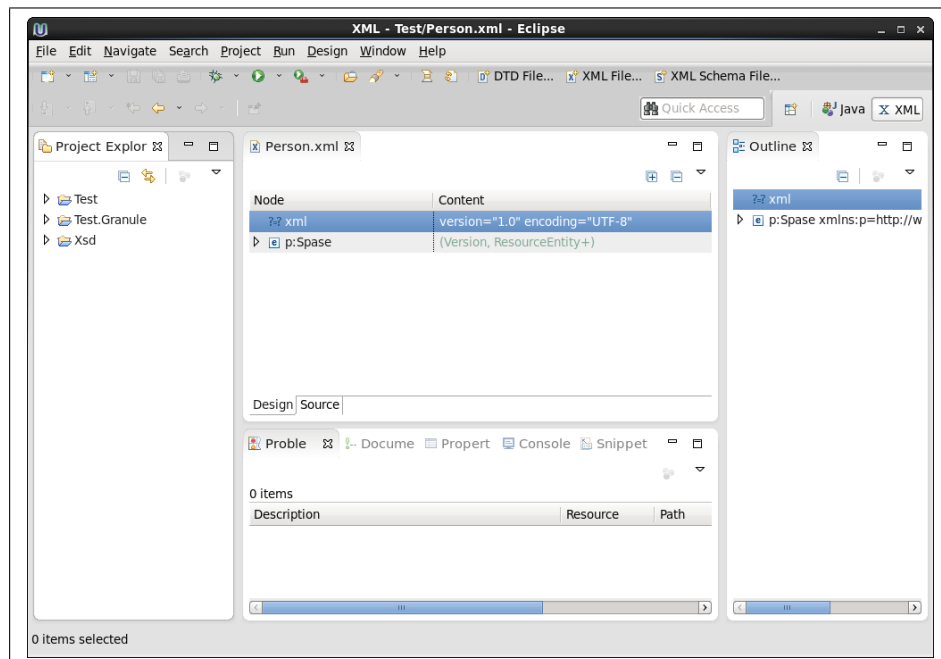 XML - Test/Person.xml - Eclipse
File Edit Navigate Search Project Run Design Window Help
DTD File... XML File... XML Schema File...
Quick Access Java XML
Project Explor
Test
Test.Granule
Xsd
Person.xml
Node Content
xml version="1.0" encoding="UTF-8"
p:Spase (Version, ResourceEntity+)
Design Source
Proble Docume Propert Console Snippet
0 items
Description Resource Path
Outline
xml
p:Spase xmlns:p=http://w
0 items selected